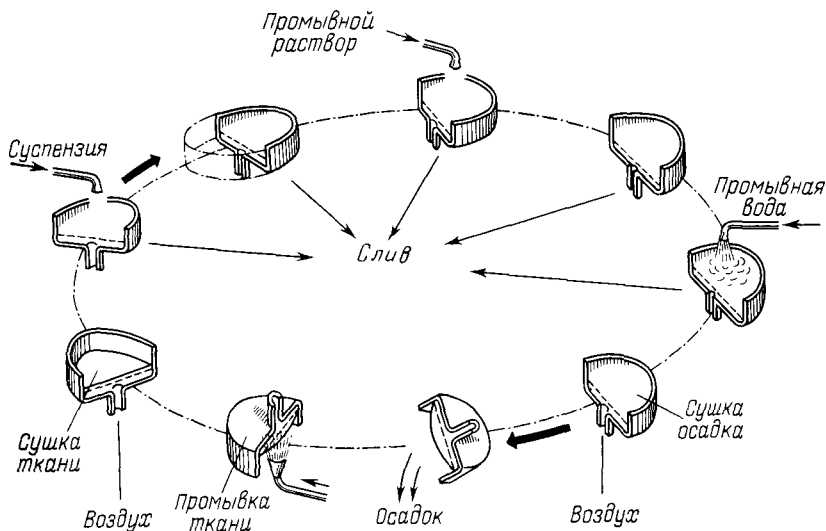 Промывной
раствор
Суспензия
Промывная
вода
Слив
Сушка
ткани
Сушка
осадка
Промывка
ткани
Воздух
Осадок
Воздух